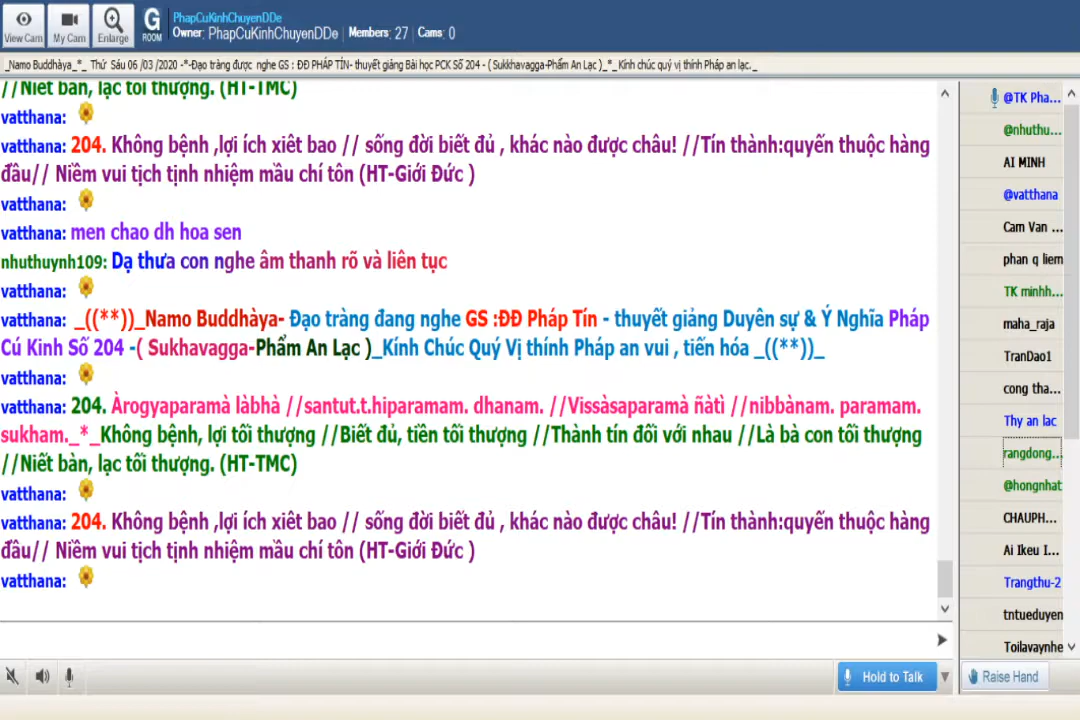 View Cam
My Cam
Enlarge
G
ROOM
PhapCuKinhChuyenDDe
Owner: PhapCuKinhChuyenDDe Members: 27 Cams: 0
_Namo Buddhàya_*_ Thứ Sáu 06 /03 /2020 -*-Đạo tràng được nghe GS : ĐĐ PHÁP TÍN- thuyết giảng Bài học PCK Số 204 - ( Sukkhavagga-Phẩm An Lạc )_*_Kính chúc quý vị thính Pháp an lạc._
//Niết bàn, lạc tối thượng. (HT-TMC)
vatthana:
vatthana: 204. Không bệnh ,lợi ích xiêt bao // sống đời biết đủ , khác nào được châu! //Tín thành:quyến thuộc hàng
đầu// Niềm vui tịch tịnh nhiệm mầu chí tôn (HT-Giới Đức )
vatthana:
vatthana: men chao dh hoa sen
nhuthuynh109: Dạ thưa con nghe âm thanh rõ và liên tục
vatthana:
vatthana: _((**))_Namo Buddhàya- Đạo tràng đang nghe GS :ĐĐ Pháp Tín - thuyết giảng Duyên sự & Ý Nghĩa Pháp
Cú Kinh Số 204 -( Sukhavagga-Phẩm An Lạc )_Kính Chúc Quý Vị thính Pháp an vui , tiến hóa _((**))_
vatthana:
vatthana: 204. Àrogyaparamà làbhà //santut.t.hiparamam. dhanam. //Vissàsaparamà ñàtì //nibbànam. paramam.
sukham._*_Không bệnh, lợi tối thượng //Biết đủ, tiền tối thượng //Thành tín đối với nhau //Là bà con tối thượng
//Niết bàn, lạc tối thượng. (HT-TMC)
vatthana:
vatthana: 204. Không bệnh ,lợi ích xiêt bao // sống đời biết đủ , khác nào được châu! //Tín thành:quyến thuộc hàng
đầu// Niềm vui tịch tịnh nhiệm mầu chí tôn (HT-Giới Đức )
vatthana:
@TK Pha...
@nhuthu...
AI MINH
@vatthana
Cam Van ...
phan q liem
TK minhh...
maha_raja
TranDao1
cong tha...
Thy an lac
rangdong...
@hongnhat
CHAUPH...
Ai Ikeu I...
Trangthu-2
tntueduyen
Toilavaynhe
Hold to Talk
Raise Hand